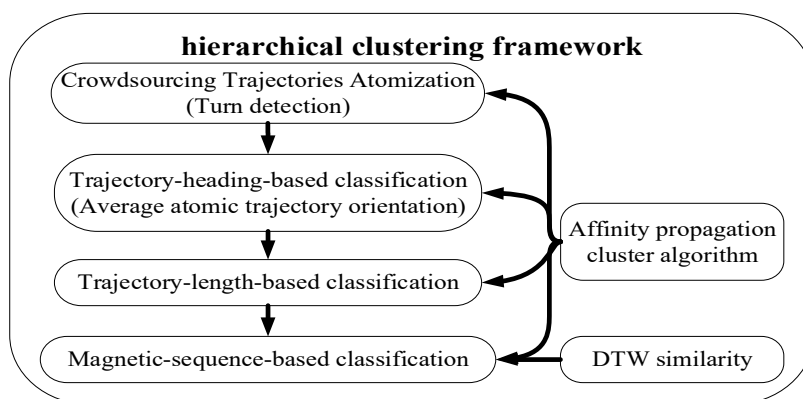 hierarchical clustering framework
Crowdsourcing Trajectories Atomization
(Turn detection)
Trajectory-heading-based classification
(Average atomic trajectory orientation)
Affinity propagation
cluster algorithm
Trajectory-length-based classification
Magnetic-sequence-based classification
DTW similarity